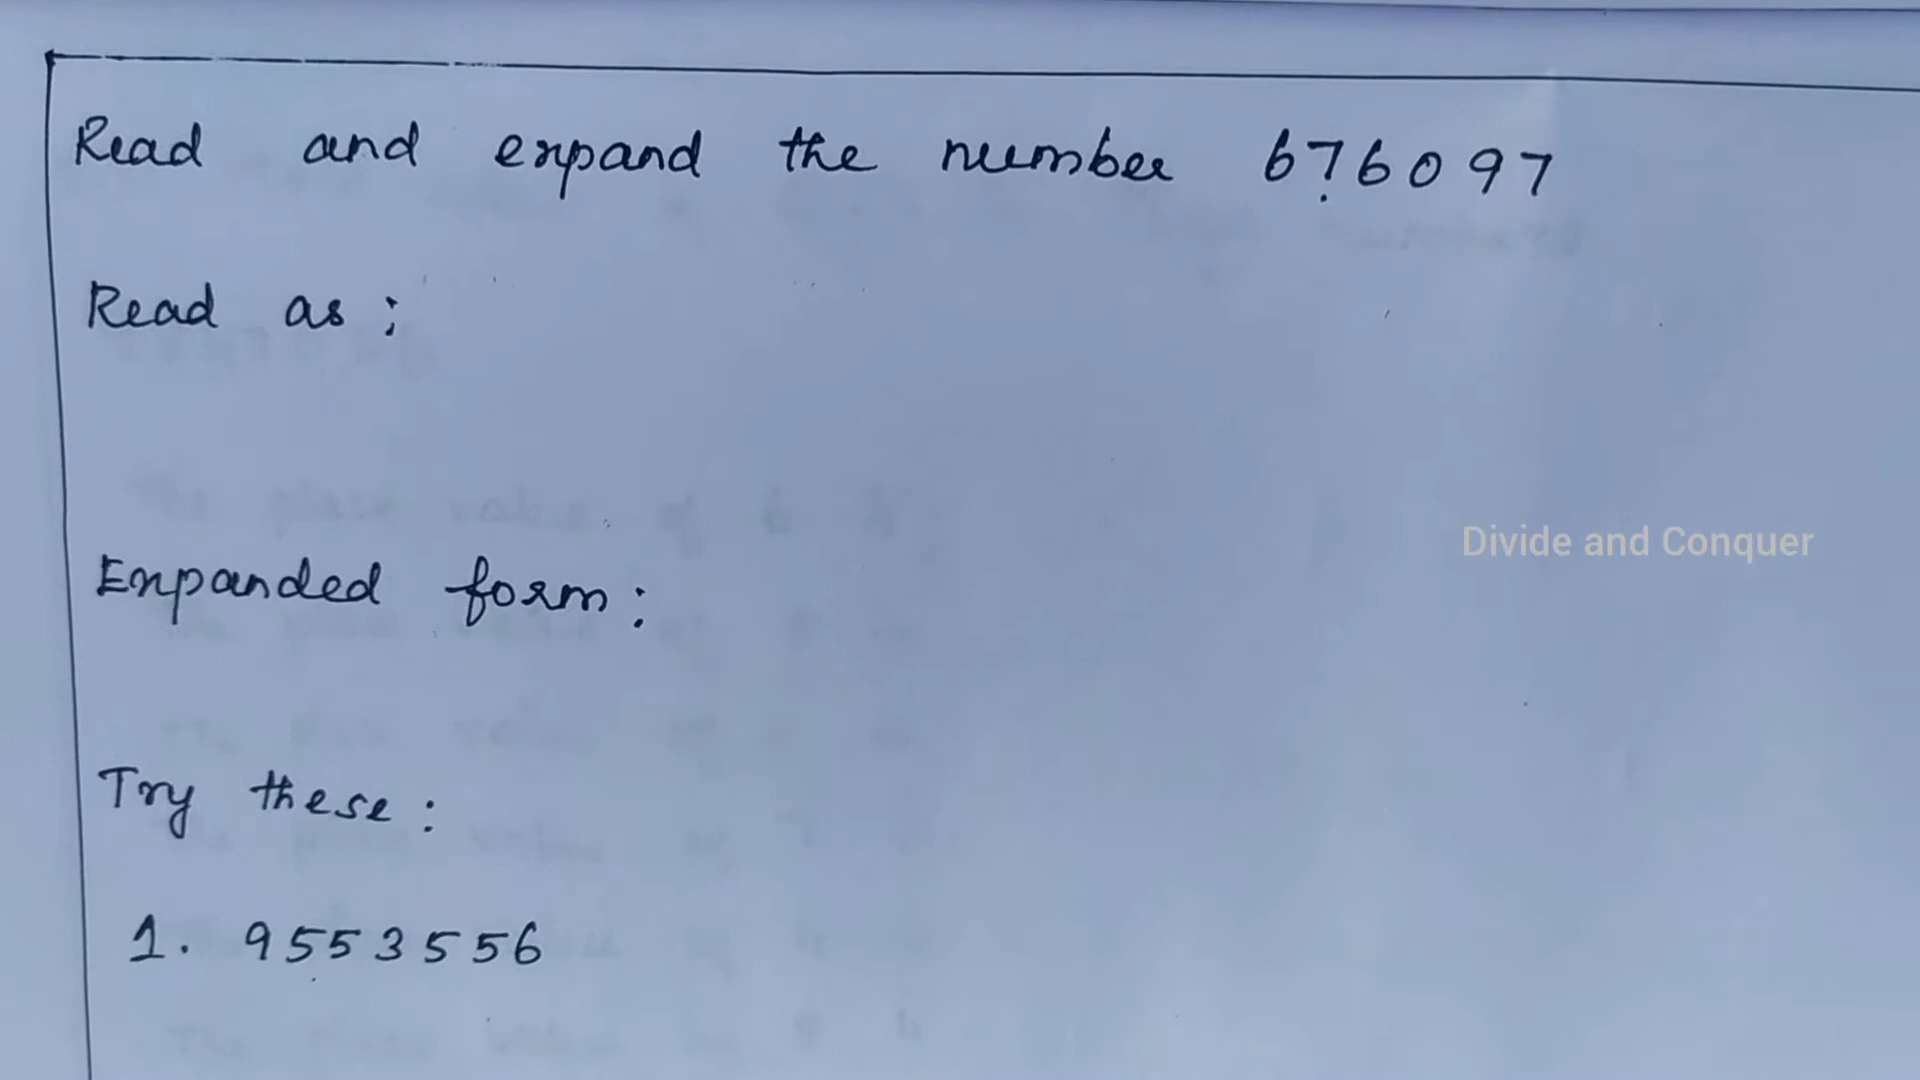 Read and expand the number 676097
Read as :
Expanded form :
Divide and Conquer
Try these :
1. 9553556